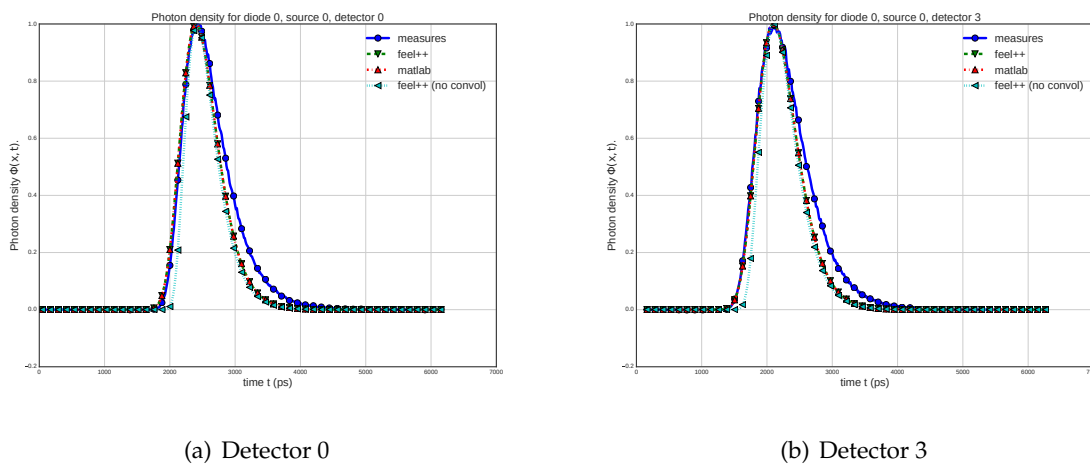 Photon density for diode 0, source 0, detector 0
1.0
0.8
0.6
0.4
0.2
0.0
−0.2
Photon density Φ(x, t),
measures
feel++
matlab
feel++ (no convol)
0
1000
2000
3000
4000
5000
6000
7000
time t (ps)
(a) Detector 0
Photon density for diode 0, source 0, detector 3
1.0
0.8
0.6
0.4
0.2
0.0
−0.2
Photon density Φ(x, t),
measures
feel++
matlab
feel++ (no convol)
0
1000
2000
3000
4000
5000
6000
time t (ps)
(b) Detector 3